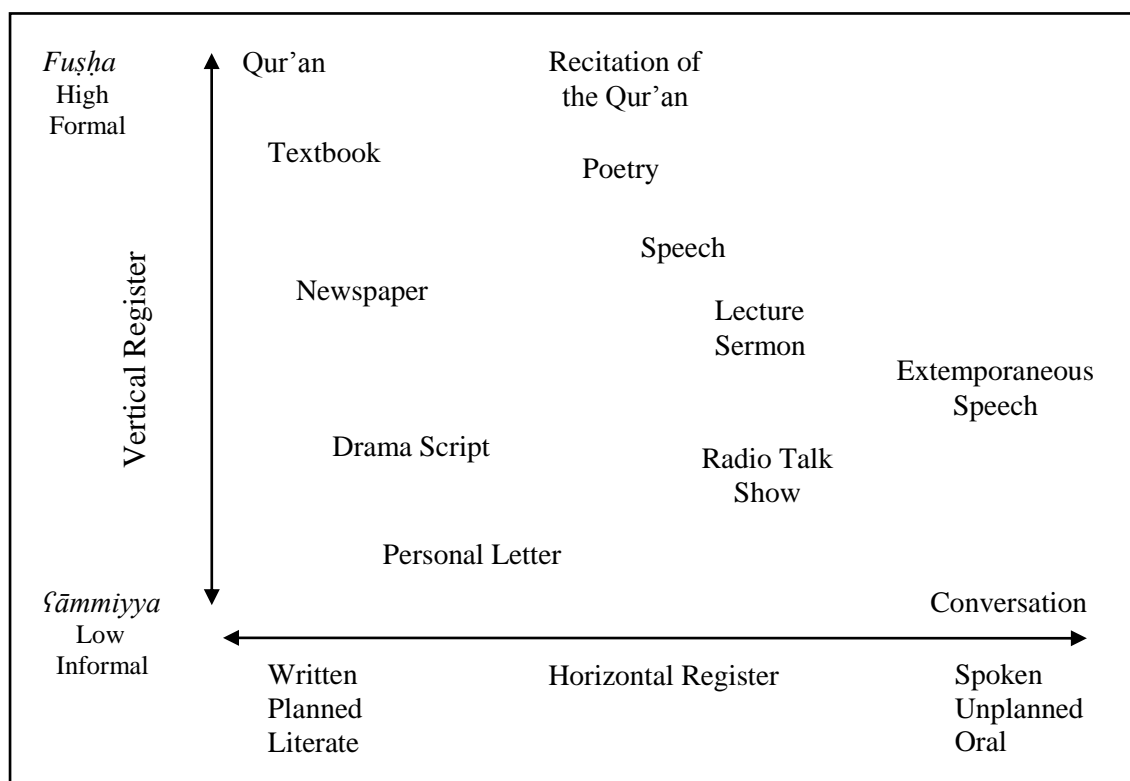 Fuṣḥa
High
Formal
Qur’an
Recitation of
the Qur’an
Textbook
Poetry
Speech
Newspaper
Lecture
Sermon
Extemporaneous
Speech
Vertical Register
Drama Script
Radio Talk
Show
Personal Letter
ʕāmmiyya
Low
Informal
Conversation
Written
Planned
Literate
Horizontal Register
Spoken
Unplanned
Oral